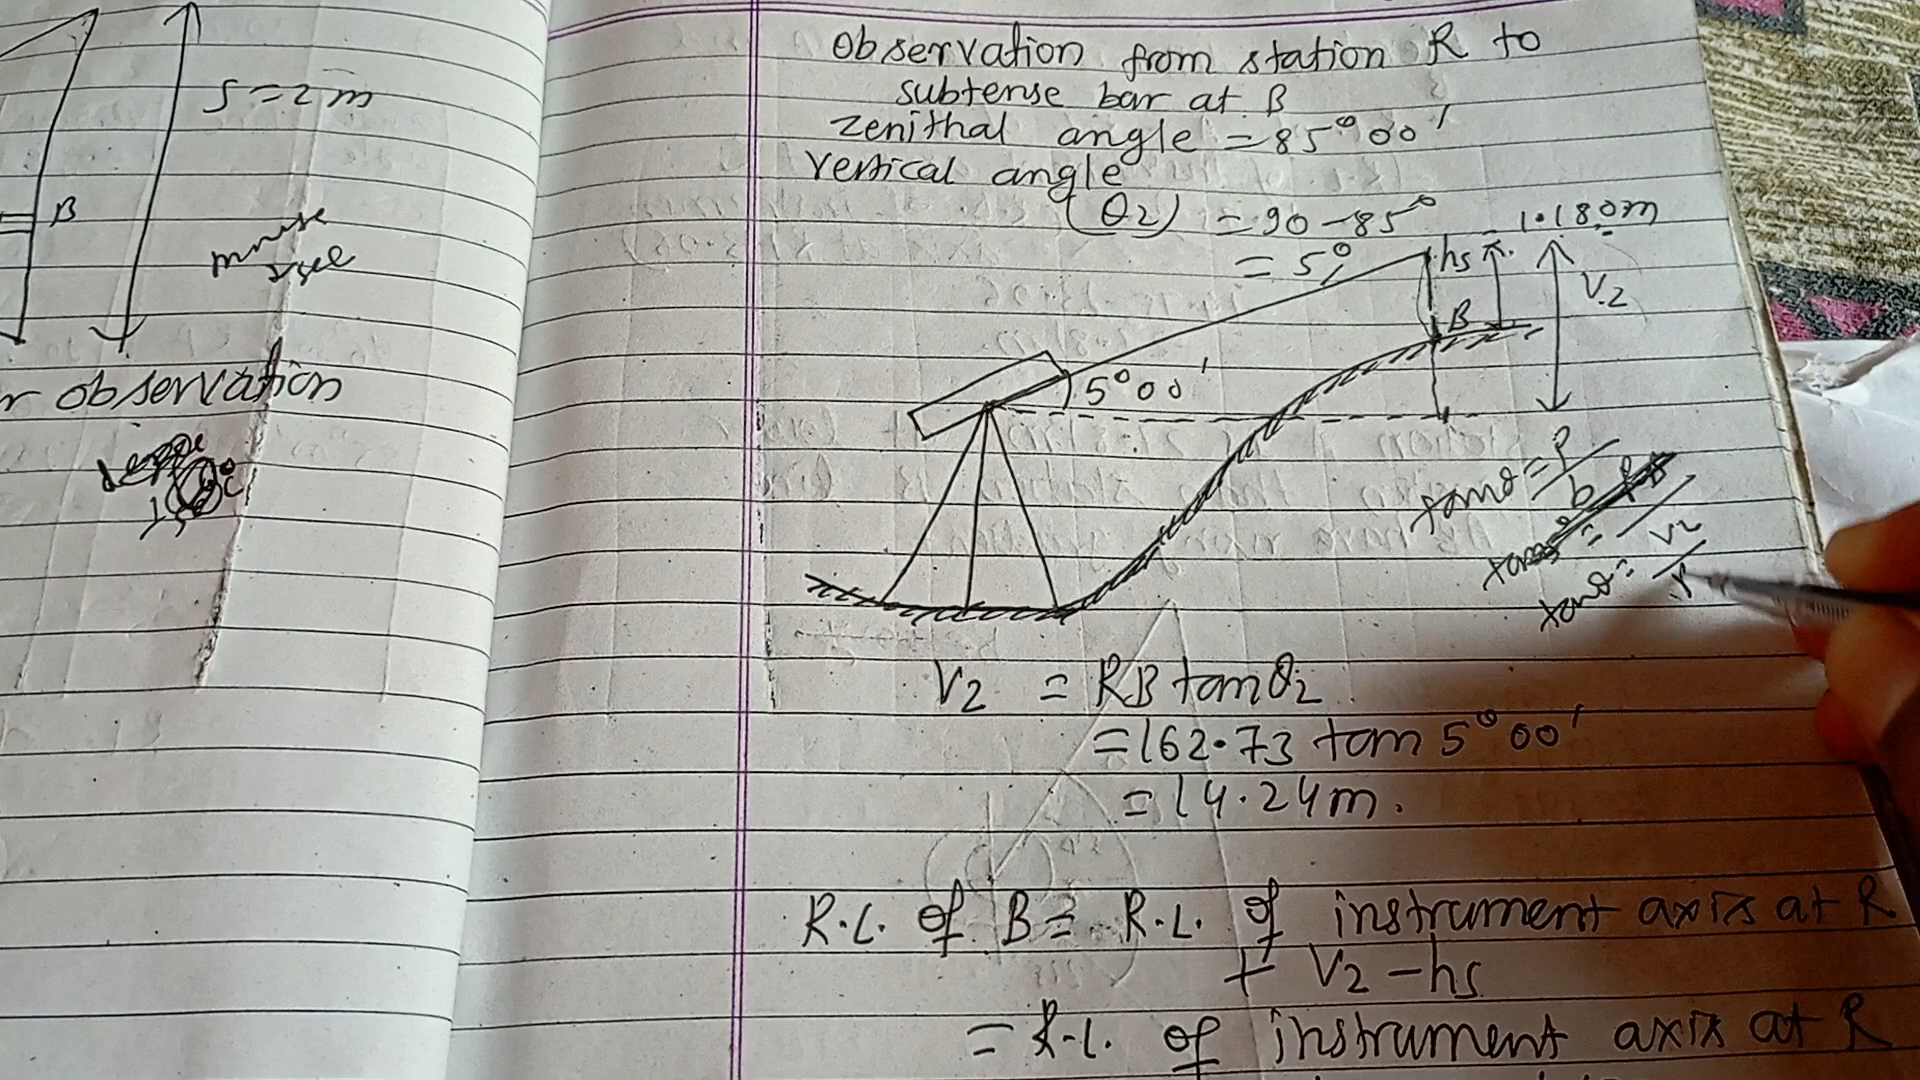 S = 2 m
B
r observation
observation from station R to
subtense bar at B
zenithal angle = 85°00'
vertical angle
(θ2) = 90 - 85°
= 5°
1.180m
hs
V2
B
5°00'
tanθ = P/b
tanθ = V2/r
V2 = RB tanθ2
= 162.73 tan 5°00'
= 14.24m.
R.L. of B = R.L. of instrument axis at R
+ V2 - hs
= R.L. of instrument axis at R